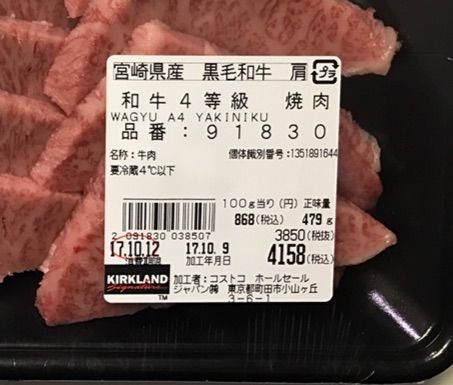 宮崎県産 黒毛和牛 肩 プラ
和牛4等級 焼肉
WAGYU A4 YAKINIKU
品番:91830
名称:牛肉 個体識別番号:1351891644
要冷蔵4℃以下
100g当り(円) 正味量
868(税込) 479g
2 091830 038507 3850(税抜)
17.10.12 17.10.9 4158(税込)
消費期限 加工年月日
KIRKLAND 加工者:コストコ ホールセール
Signature ジャパン㈱ 東京都町田市小山ヶ丘
TM 3-6-1